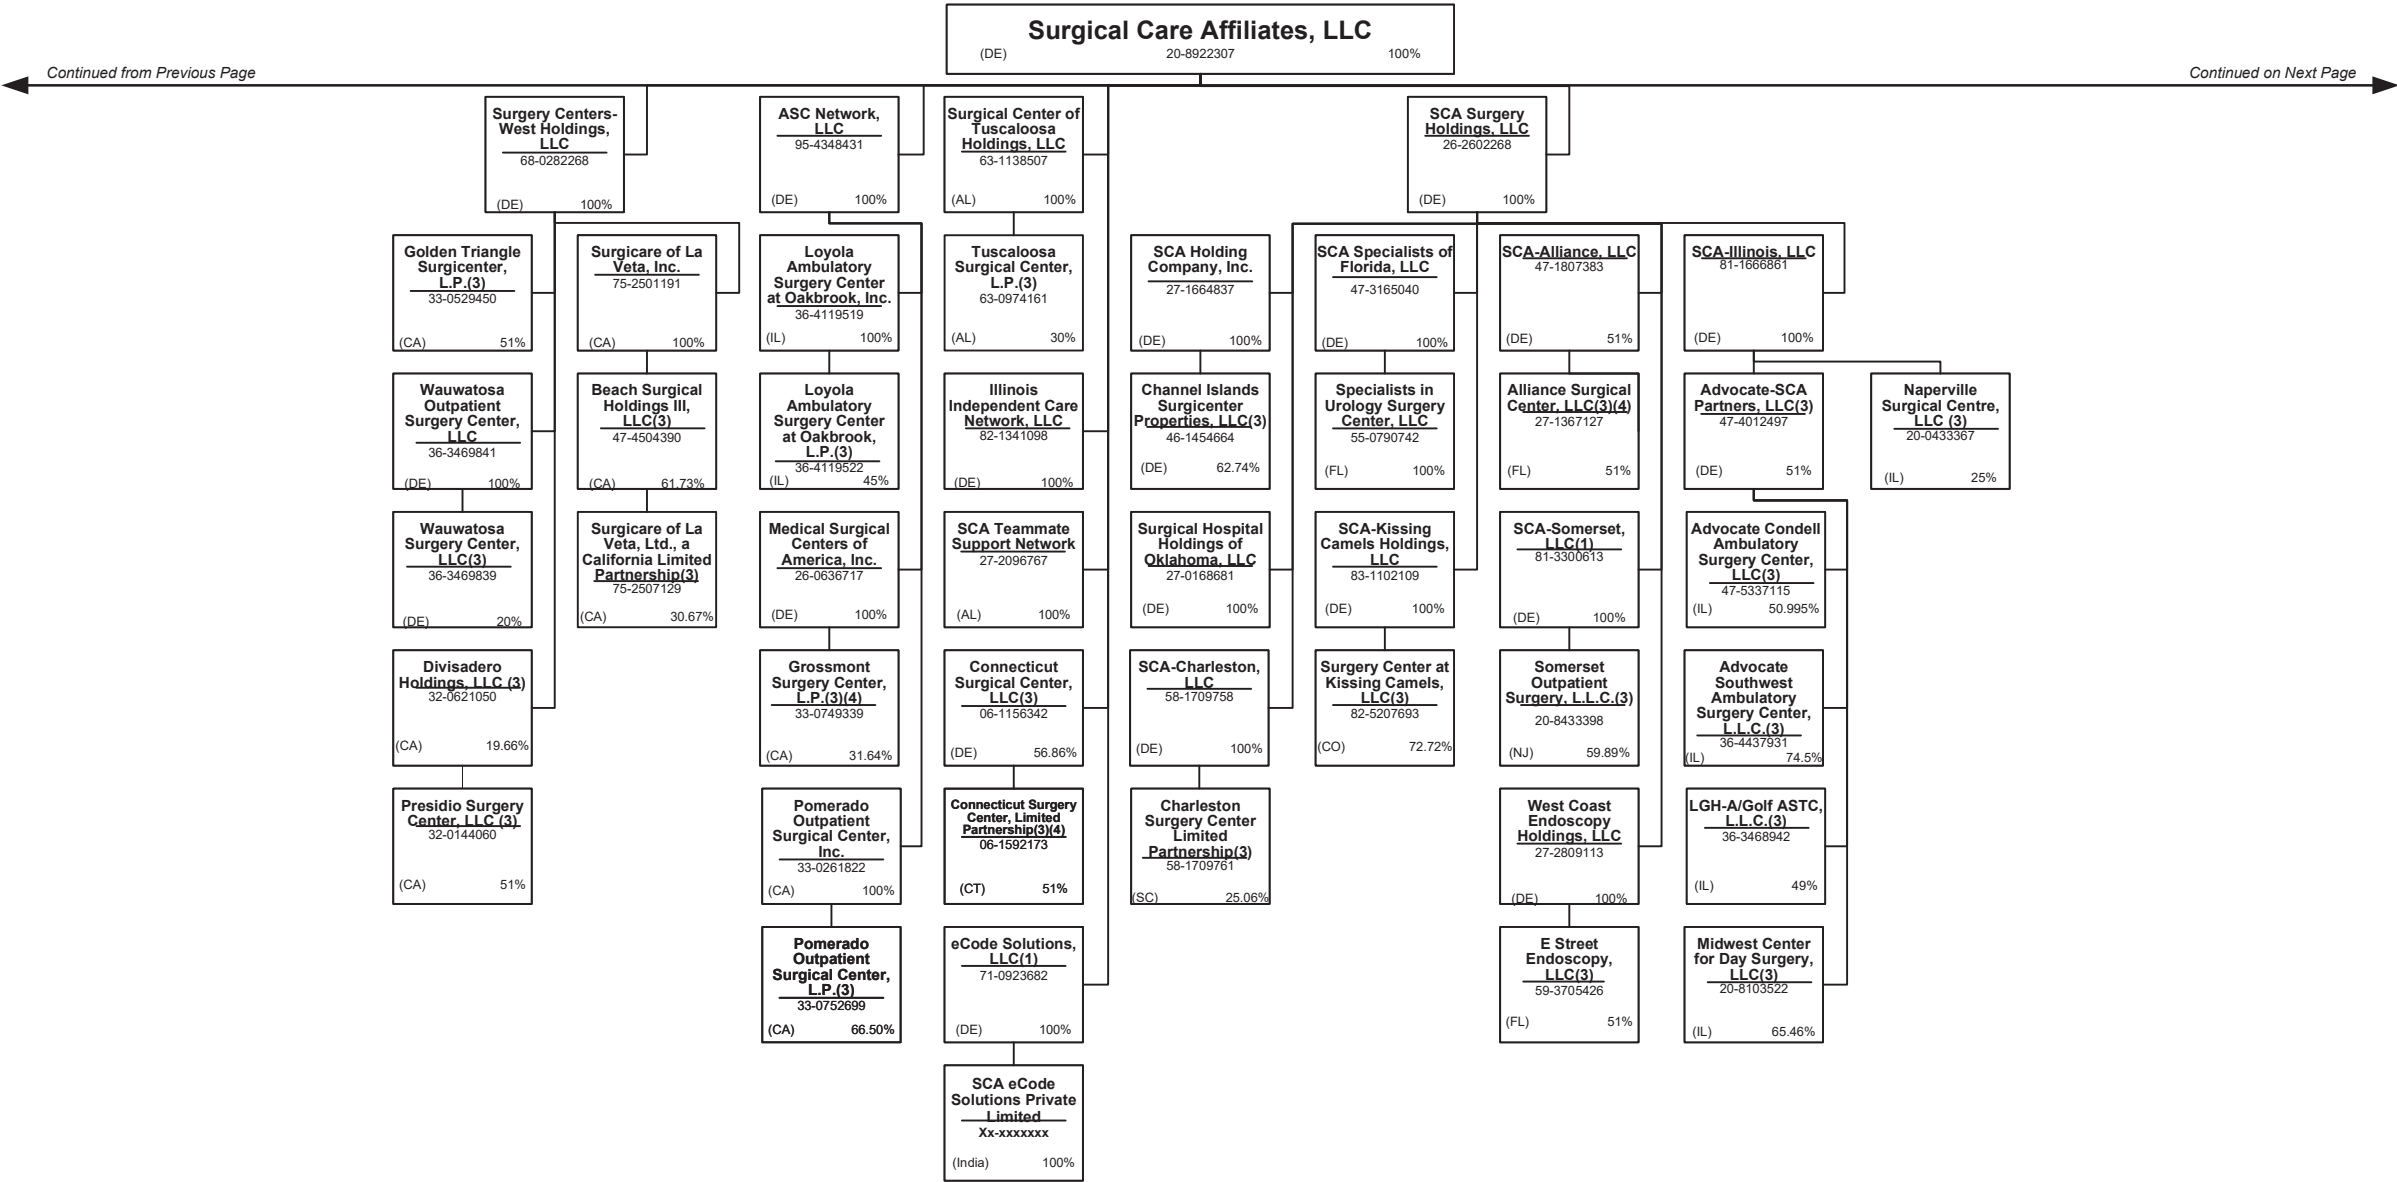 Surgical Care Affiliates, LLC
(DE) 20-8922307 100%
Continued from Previous Page
Continued on Next Page
Surgery Centers-
West Holdings,
LLC
68-0282268
(DE) 100%
ASC Network,
LLC
95-4348431
(DE) 100%
Surgical Center of
Tuscaloosa
Holdings, LLC
63-1138507
(AL) 100%
SCA Surgery
Holdings, LLC
26-2602268
(DE) 100%
Golden Triangle
Surgicenter,
L.P.(3)
33-0529450
(CA) 51%
Surgicare of La
Veta, Inc.
75-2501191
(CA) 100%
Loyola
Ambulatory
Surgery Center
at Oakbrook, Inc.
36-4119519
(IL) 100%
Tuscaloosa
Surgical Center,
L.P.(3)
63-0974161
(AL) 30%
SCA Holding
Company, Inc.
27-1664837
(DE) 100%
SCA Specialists of
Florida, LLC
47-3165040
(DE) 100%
SCA-Alliance, LLC
47-1807383
(DE) 51%
SCA-Illinois, LLC
81-1666861
(DE) 100%
Wauwatosa
Outpatient
Surgery Center,
LLC
36-3469841
(DE) 100%
Beach Surgical
Holdings III,
LLC(3)
47-4504390
(CA) 61.73%
Loyola
Ambulatory
Surgery Center
at Oakbrook,
L.P.(3)
36-4119522
(IL) 45%
Illinois
Independent Care
Network, LLC
82-1341098
(DE) 100%
Channel Islands
Surgicenter
Properties, LLC(3)
46-1454664
(DE) 62.74%
Specialists in
Urology Surgery
Center, LLC
55-0790742
(FL) 100%
Alliance Surgical
Center, LLC(3)(4)
27-1367127
(FL) 51%
Advocate-SCA
Partners, LLC(3)
47-4012497
(DE) 51%
Naperville
Surgical Centre,
LLC (3)
20-0433367
(IL) 25%
Wauwatosa
Surgery Center,
LLC(3)
36-3469839
(DE) 20%
Surgicare of La
Veta, Ltd., a
California Limited
Partnership(3)
75-2507129
(CA) 30.67%
Medical Surgical
Centers of
America, Inc.
26-0636717
(DE) 100%
SCA Teammate
Support Network
27-2096767
(AL) 100%
Surgical Hospital
Holdings of
Oklahoma, LLC
27-0168681
(DE) 100%
SCA-Kissing
Camels Holdings,
LLC
83-1102109
(DE) 100%
SCA-Somerset,
LLC(1)
81-3300613
(DE) 100%
Advocate Condell
Ambulatory
Surgery Center,
LLC(3)
47-5337115
(IL) 50.995%
Divisadero
Holdings, LLC (3)
32-0621050
(CA) 19.66%
Grossmont
Surgery Center,
L.P.(3)(4)
33-0749339
(CA) 31.64%
Connecticut
Surgical Center,
LLC(3)
06-1156342
(DE) 56.86%
SCA-Charleston,
LLC
58-1709758
(DE) 100%
Surgery Center at
Kissing Camels,
LLC(3)
82-5207693
(CO) 72.72%
Somerset
Outpatient
Surgery, L.L.C.(3)
20-8433398
(NJ) 59.89%
Advocate
Southwest
Ambulatory
Surgery Center,
L.L.C.(3)
36-4437931
(IL) 74.5%
Presidio Surgery
Center, LLC (3)
32-0144060
(CA) 51%
Pomerado
Outpatient
Surgical Center,
Inc.
33-0261822
(CA) 100%
Connecticut Surgery
Center, Limited
Partnership(3)(4)
06-1592173
(CT) 51%
Charleston
Surgery Center
Limited
Partnership(3)
58-1709761
(SC) 25.06%
West Coast
Endoscopy
Holdings, LLC
27-2809113
(DE) 100%
LGH-A/Golf ASTC,
L.L.C.(3)
36-3468942
(IL) 49%
Pomerado
Outpatient
Surgical Center,
L.P.(3)
33-0752699
(CA) 66.50%
eCode Solutions,
LLC(1)
71-0923682
(DE) 100%
E Street
Endoscopy,
LLC(3)
59-3705426
(FL) 51%
Midwest Center
for Day Surgery,
LLC(3)
20-8103522
(IL) 65.46%
SCA eCode
Solutions Private
Limited
Xx-xxxxxxx
(India) 100%